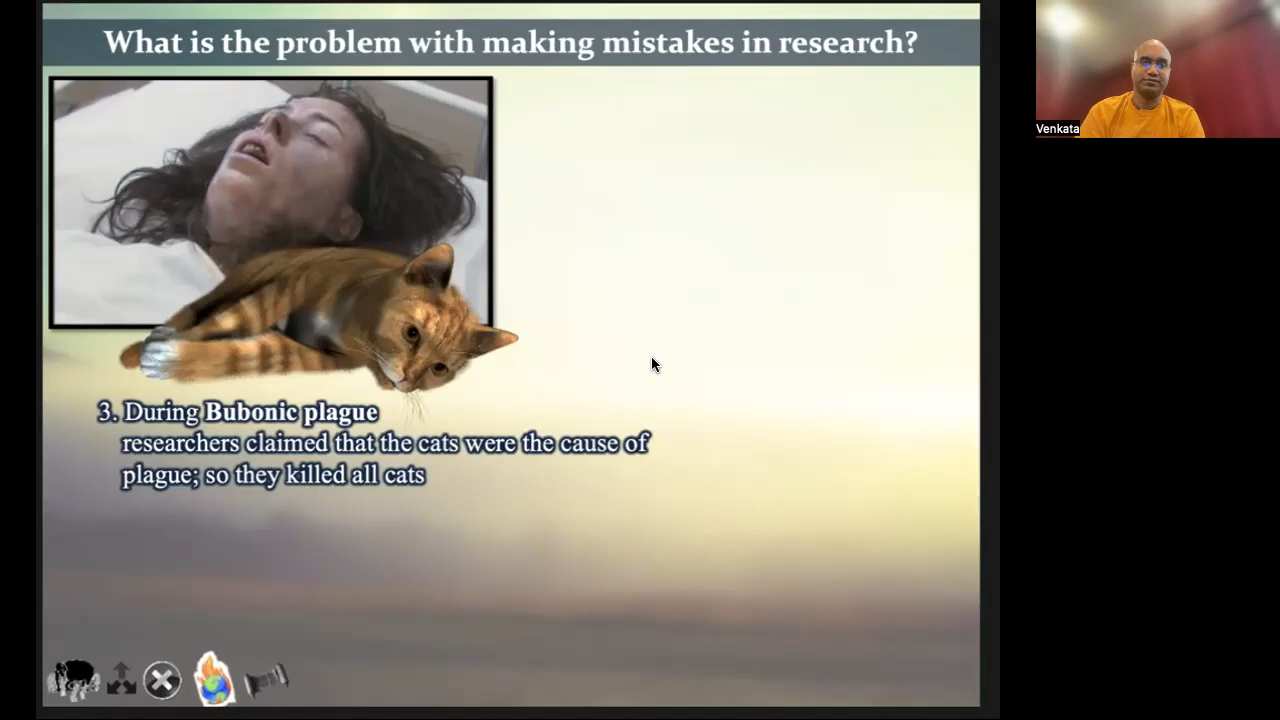 What is the problem with making mistakes in research?
Venkata
3. During Bubonic plague
researchers claimed that the cats were the cause of
plague; so they killed all cats